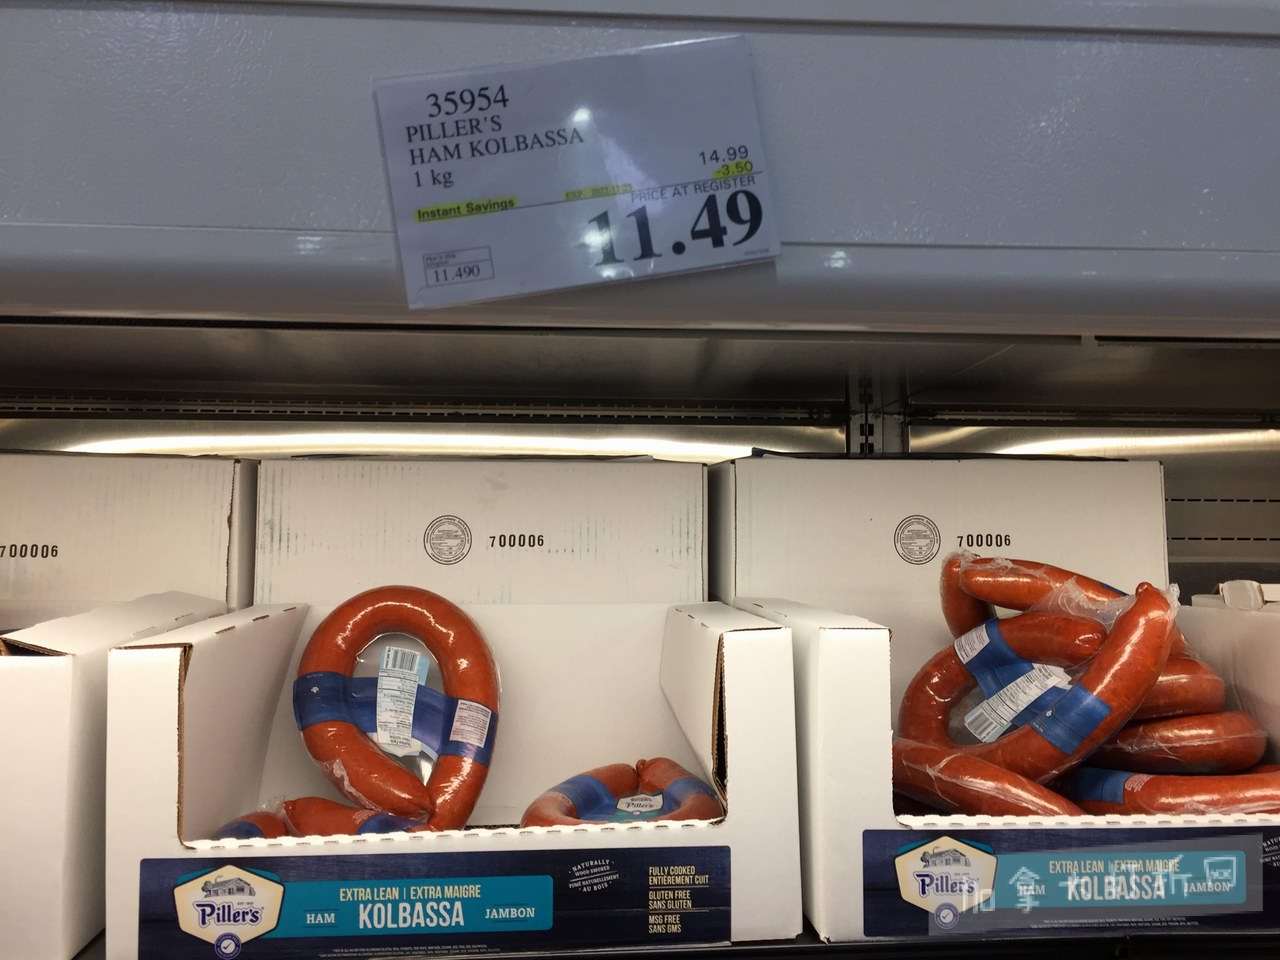 35954
PILLER'S
HAM KOLBASSA
1 kg
14.99
-3.50
Instant Savings
PRICE AT REGISTER
11.49
11.490
700006
700006
700006
Piller's
Piller's
EXTRA LEAN | EXTRA MAIGRE
HAM KOLBASSA JAMBON
NATURALLY
WOOD SMOKED
FUMÉ NATURELLEMENT
AU BOIS
FULLY COOKED
ENTIÈREMENT CUIT
GLUTEN FREE
SANS GLUTEN
MSG FREE
SANS GMS
Piller's
EXTRA LEAN | EXTRA MAIGRE
HAM KOLBASSA JAMBON